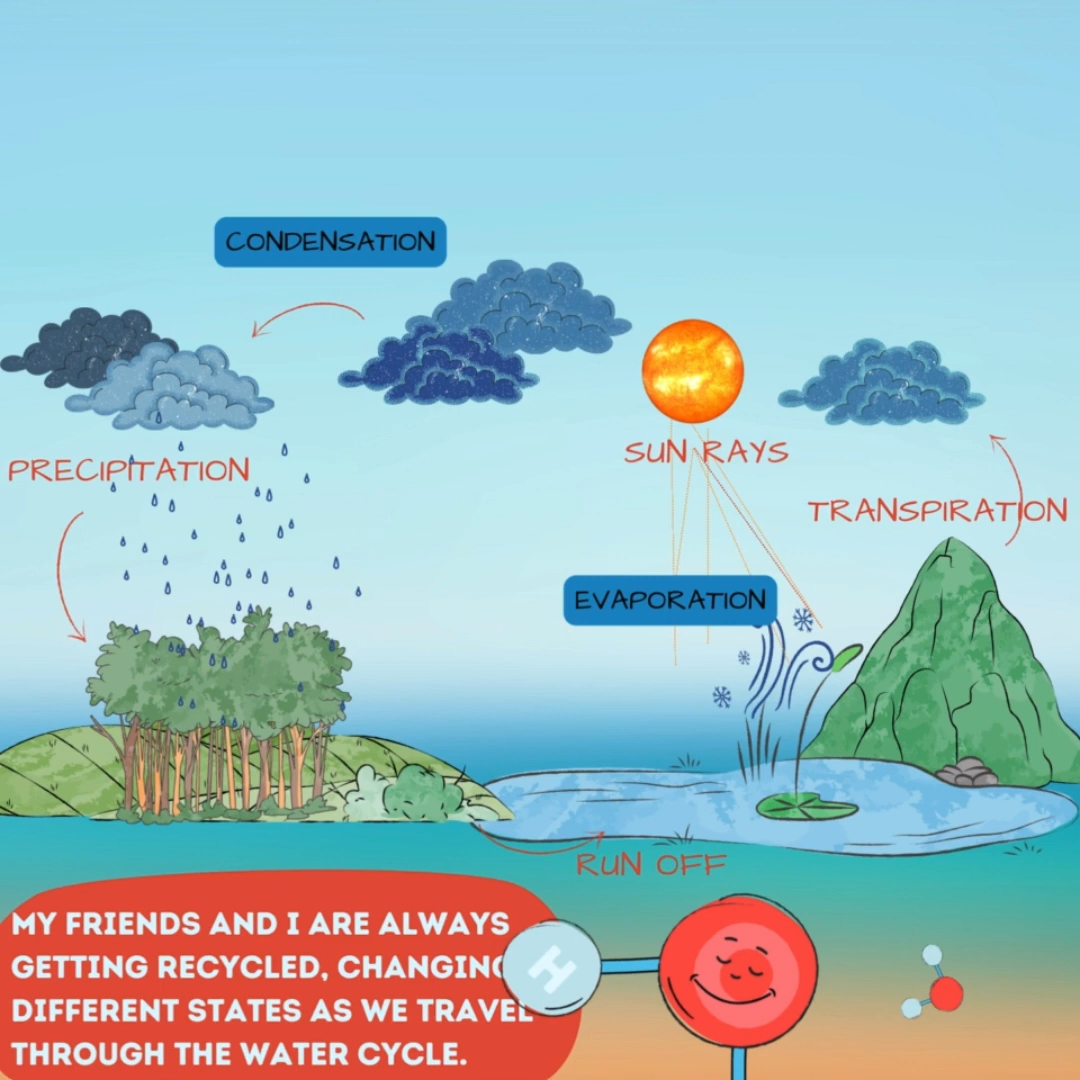 CONDENSATION
SUN RAYS
PRECIPITATION
TRANSPIRATION
EVAPORATION
RUN OFF
MY FRIENDS AND I ARE ALWAYS
GETTING RECYCLED, CHANGING
DIFFERENT STATES AS WE TRAVEL
THROUGH THE WATER CYCLE.
H